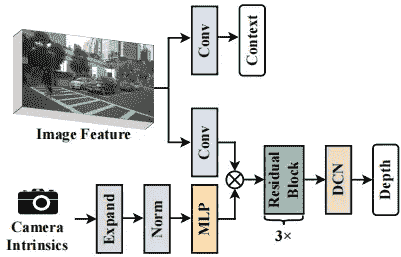 Conv
Context
Image Feature
Conv
Camera
Intrinsics
Expand
Norm
MLP
Residual
Block
3×
DCN
Depth